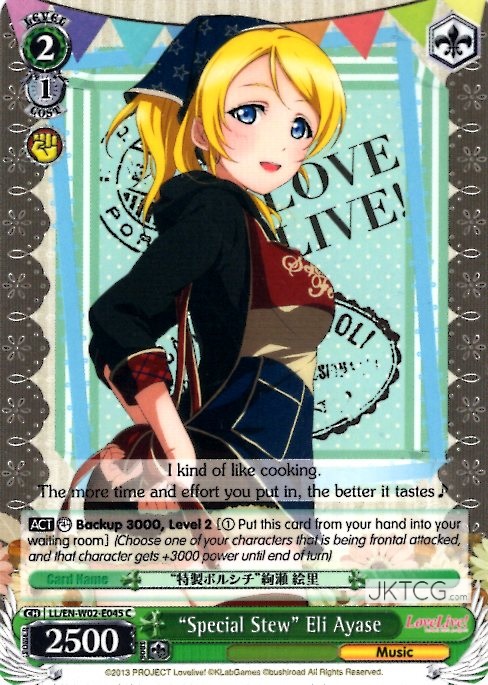 LEVEL
2
1
COST
LOVE
LIVE!
I kind of like cooking.
The more time and effort you put in, the better it tastes♪
ACT Backup 3000, Level 2 [① Put this card from your hand into your
waiting room] (Choose one of your characters that is being frontal attacked,
and that character gets +3000 power until end of turn)
Card Name
“特製ボルシチ”絢瀬 絵里
JKTCG.com
CH LL/EN-W02-E045 C
POWER
2500
SOUL
“Special Stew” Eli Ayase
LoveLive!
Music
©2013 PROJECT Lovelive! ©KLabGames ©bushiroad All Rights Reserved.